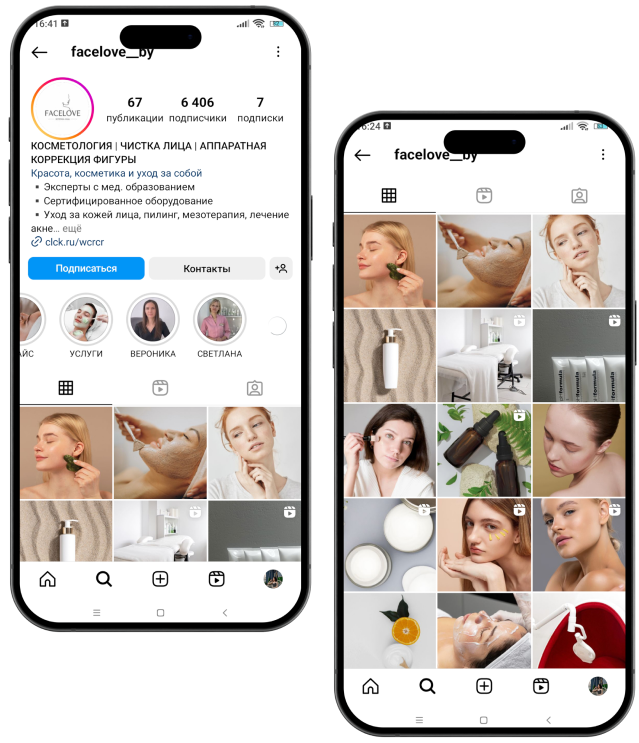 16:41
facelove__by
FACELOVE
67
6 406
7
публикации
подписчики
подписки
КОСМЕТОЛОГИЯ | ЧИСТКА ЛИЦА | АППАРАТНАЯ
КОРРЕКЦИЯ ФИГУРЫ
Красота, косметика и уход за собой
▪ Эксперты с мед. образованием
▪ Сертифицированное оборудование
▪ Уход за кожей лица, пилинг, мезотерапия, лечение
акне... ещё
clck.ru/wcrcr
Подписаться
Контакты
АЙС
УСЛУГИ
ВЕРОНИКА
СВЕТЛАНА
6:24
facelove__by
formula
formula
formula